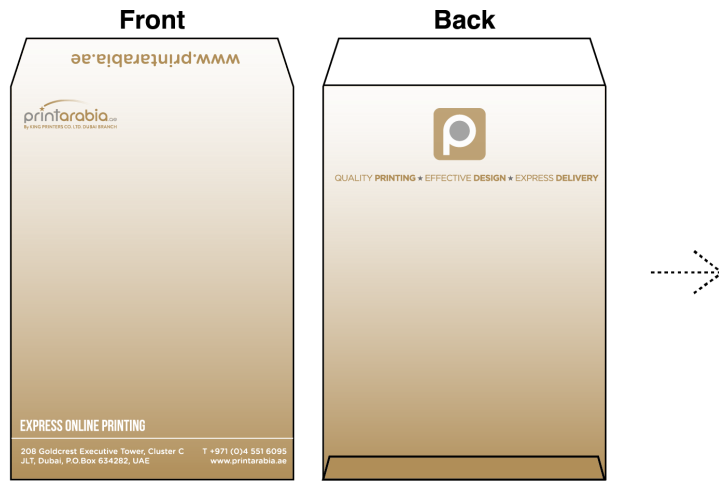 Front
www.printarabia.ae
printarabia.ae
By KING PRINTERS CO. LTD. DUBAI BRANCH
EXPRESS ONLINE PRINTING
208 Goldcrest Executive Tower, Cluster C
JLT, Dubai, P.O.Box 634282, UAE
T +971 (0)4 551 6095
www.printarabia.ae
Back
P
QUALITY PRINTING ★ EFFECTIVE DESIGN ★ EXPRESS DELIVERY